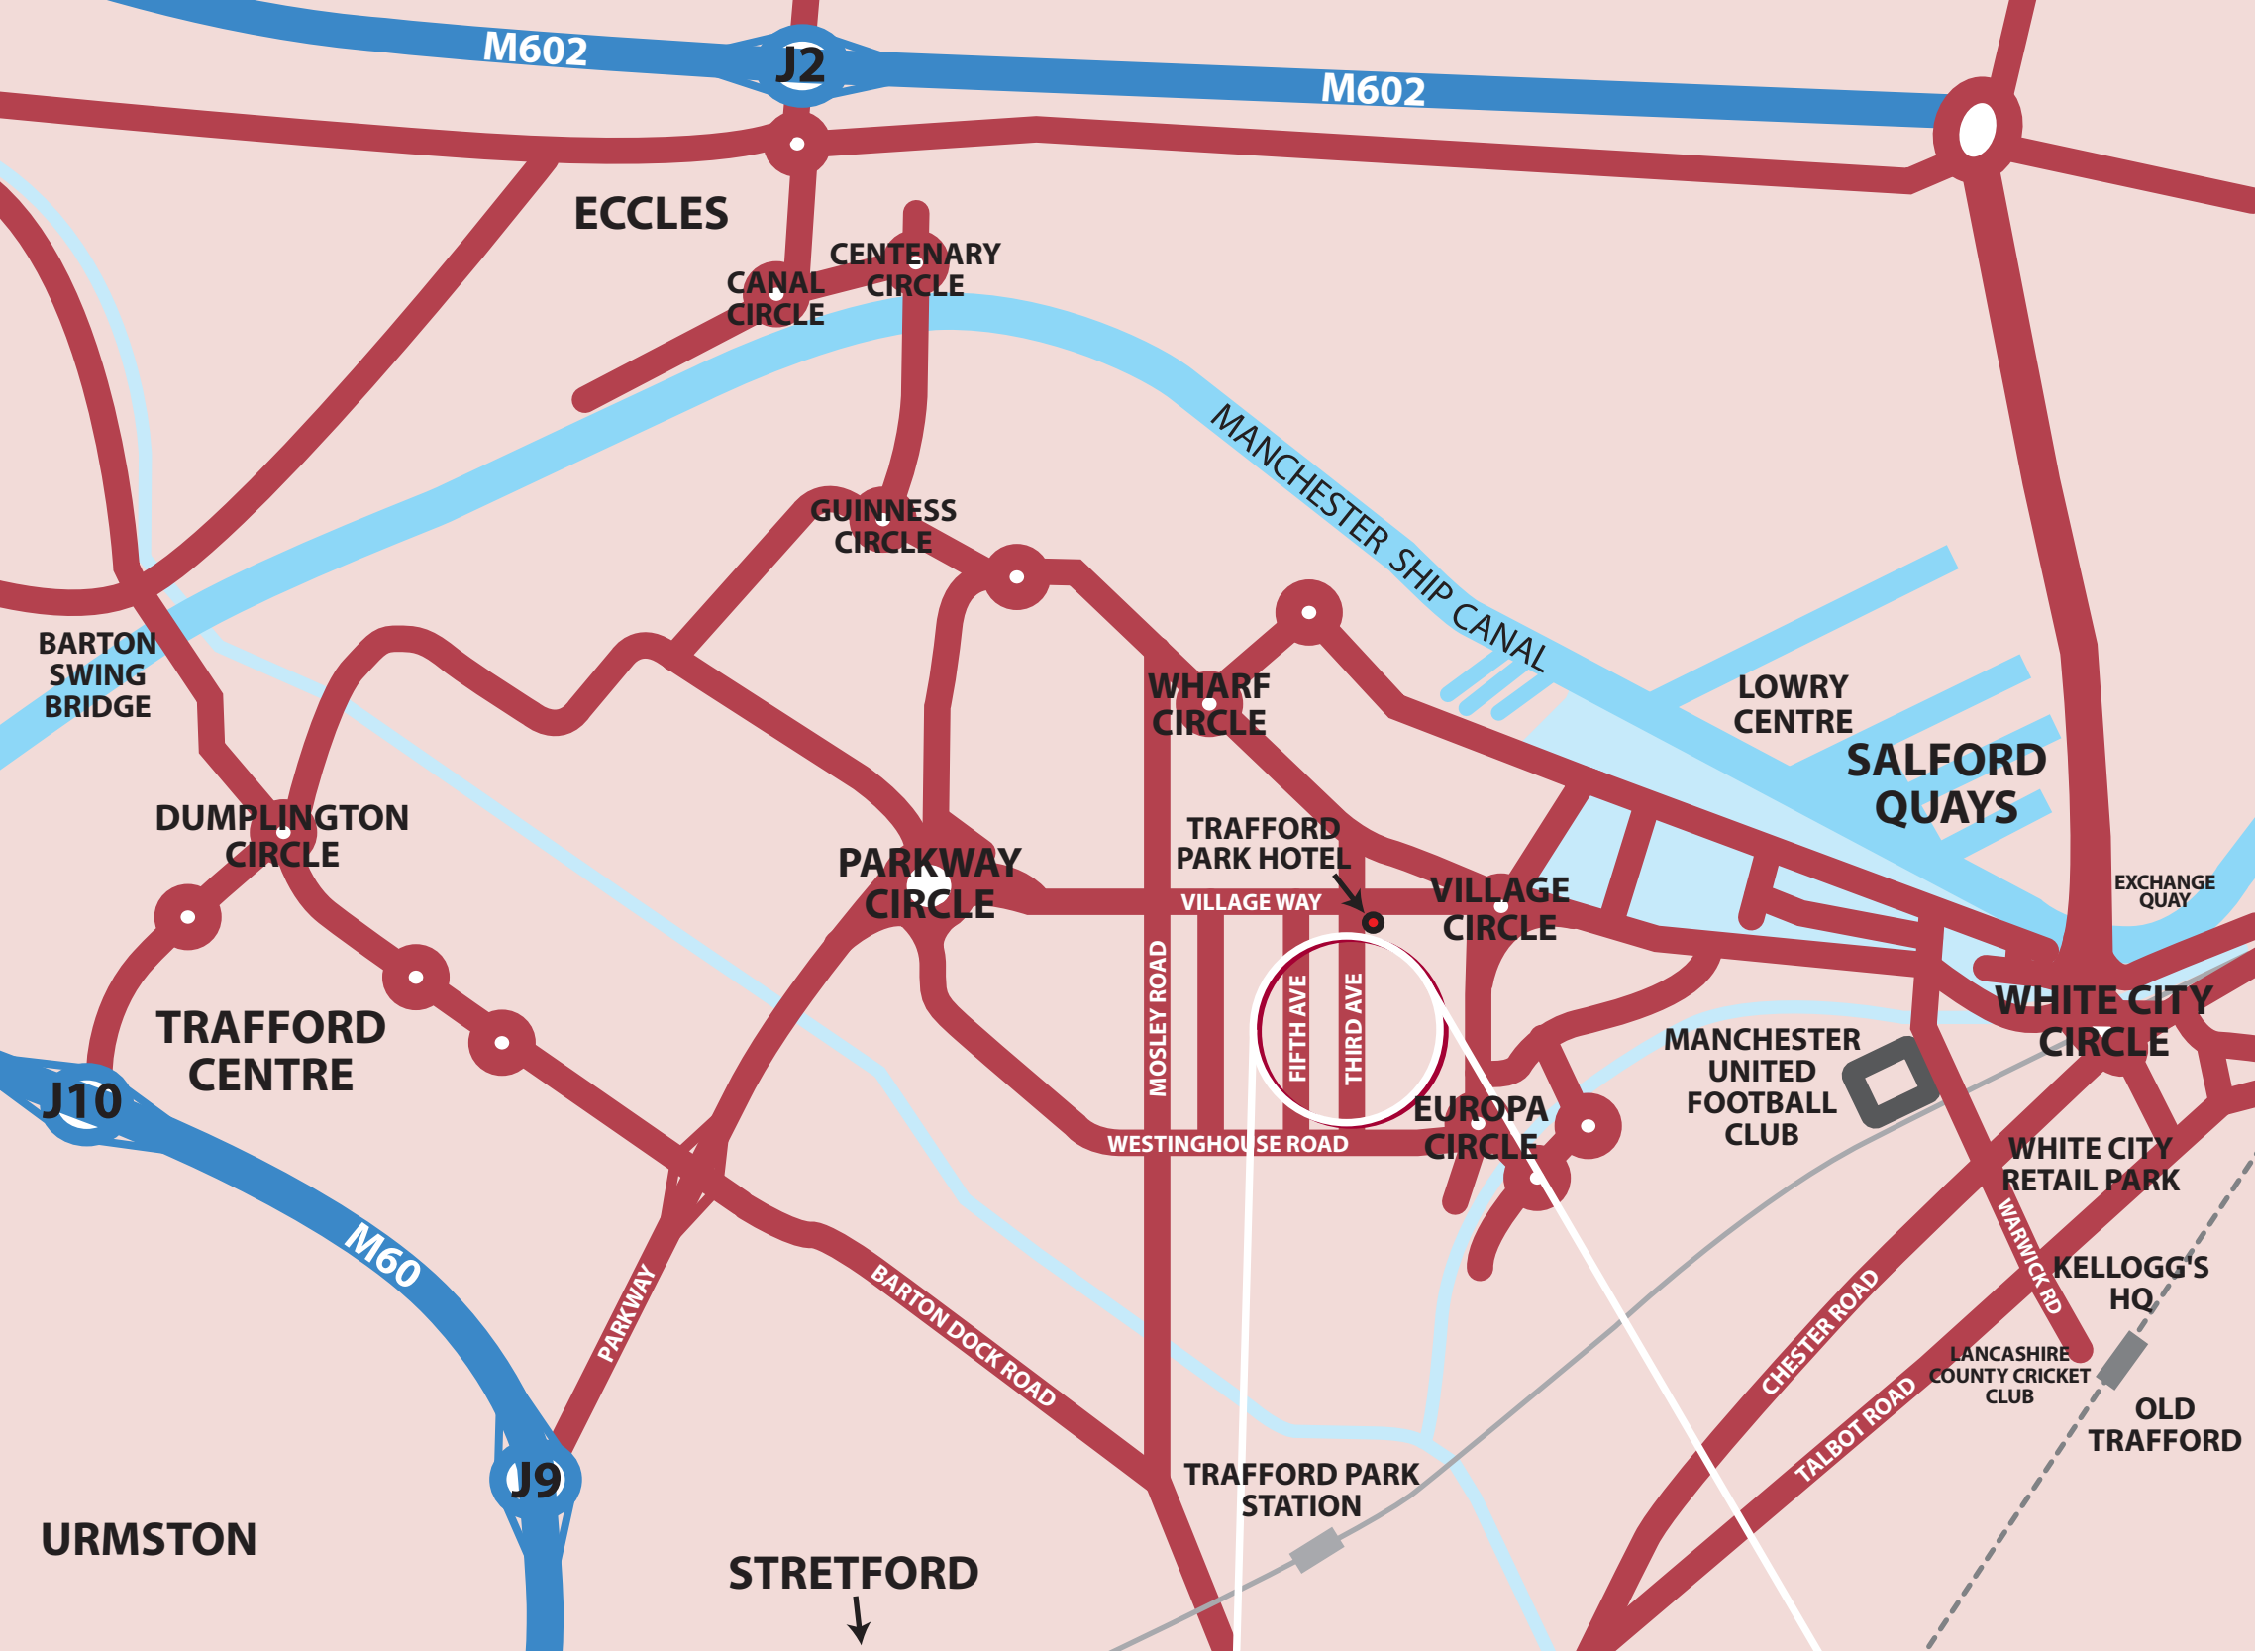 M602
J2
M602
ECCLES
CENTENARY
CIRCLE
CANAL
CIRCLE
MANCHESTER SHIP CANAL
GUINNESS
CIRCLE
BARTON
SWING
BRIDGE
WHARF
CIRCLE
LOWRY
CENTRE
SALFORD
QUAYS
DUMPLINGTON
CIRCLE
TRAFFORD
PARK HOTEL
PARKWAY
CIRCLE
VILLAGE WAY
VILLAGE
CIRCLE
EXCHANGE
QUAY
MOSLEY ROAD
FIFTH AVE
THIRD AVE
TRAFFORD
CENTRE
WHITE CITY
CIRCLE
MANCHESTER
UNITED
FOOTBALL
CLUB
J10
EUROPA
CIRCLE
WESTINGHOUSE ROAD
WHITE CITY
RETAIL PARK
WARWICK RD
KELLOGG'S
HQ
M60
PARKWAY
BARTON DOCK ROAD
CHESTER ROAD
TALBOT ROAD
LANCASHIRE
COUNTY CRICKET
CLUB
OLD
TRAFFORD
J9
TRAFFORD PARK
STATION
URMSTON
STRETFORD